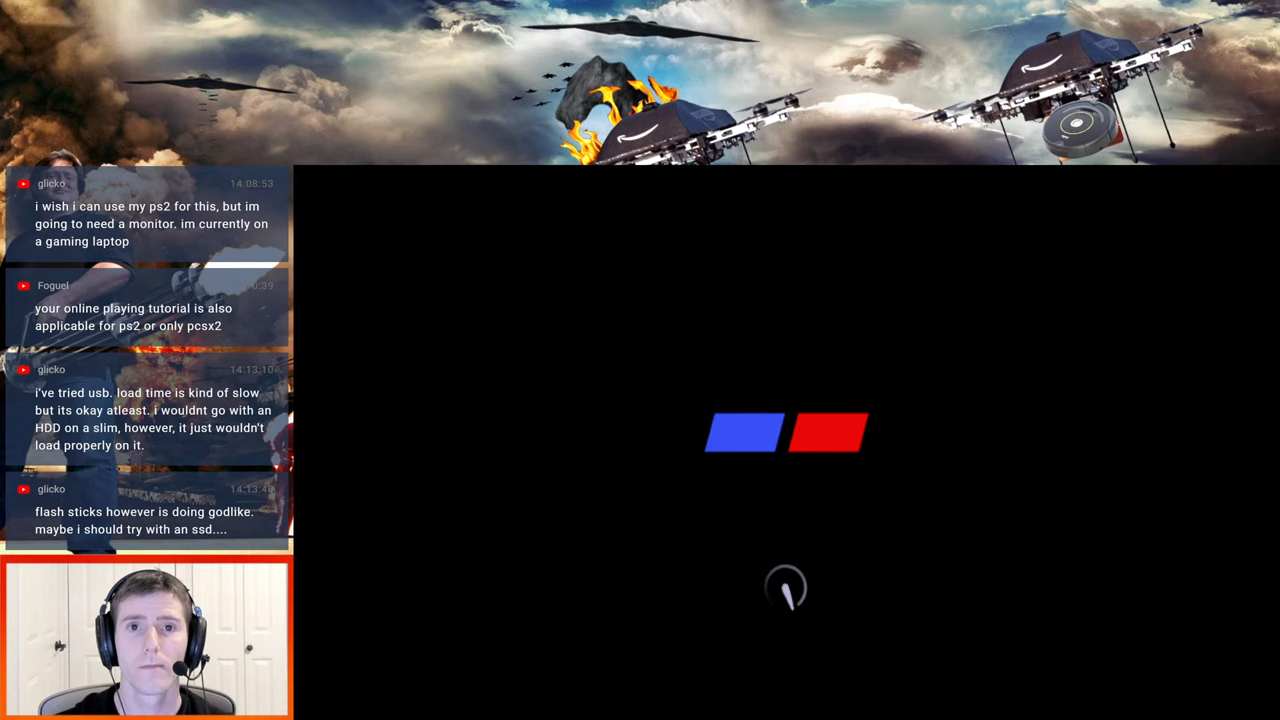 glicko 14:08:53
i wish i can use my ps2 for this, but im
going to need a monitor. im currently on
a gaming laptop
Foguel
your online playing tutorial is also
applicable for ps2 or only pcsx2
glicko 14:13:10
i've tried usb. load time is kind of slow
but its okay atleast. i wouldnt go with an
HDD on a slim, however, it just wouldn't
load properly on it.
glicko
flash sticks however is doing godlike.
maybe i should try with an ssd....